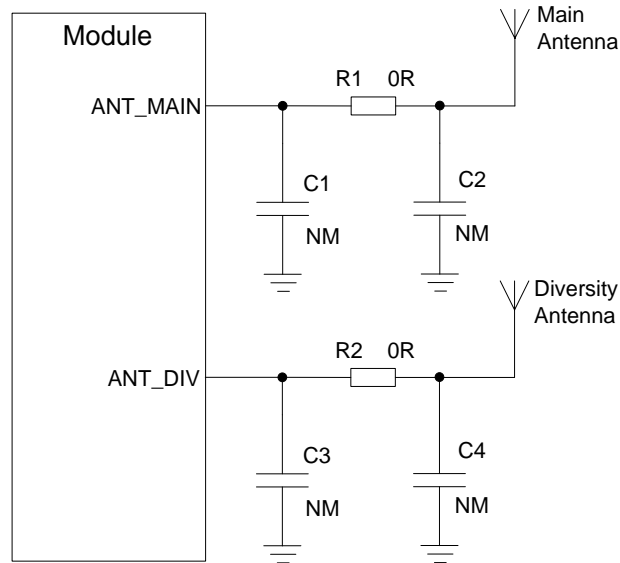 Module
Main
Antenna
R1 0R
ANT_MAIN
C1
C2
NM
NM
Diversity
Antenna
R2 0R
ANT_DIV
C3
C4
NM
NM